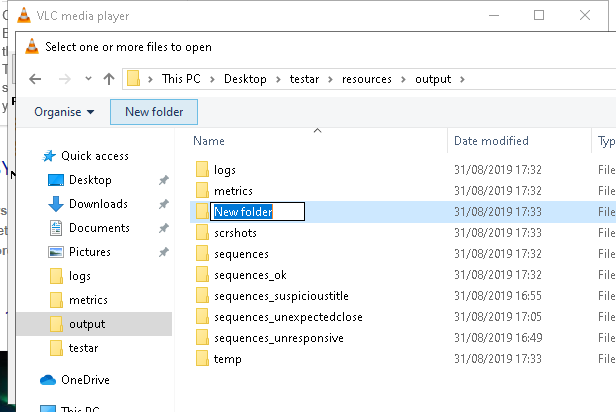 VLC media player
Select one or more files to open
This PC > Desktop > testar > resources > output >
Organise New folder
Name Date modified Typ
Quick access
Desktop
Downloads
Documents
Pictures
logs
metrics
output
testar
OneDrive
This PC
logs 31/08/2019 17:32 File
metrics 31/08/2019 17:32 File
New folder 31/08/2019 17:33 File
scrshots 31/08/2019 17:33 File
sequences 31/08/2019 17:32 File
sequences_ok 31/08/2019 17:32 File
sequences_suspicioustitle 31/08/2019 16:55 File
sequences_unexpectedclose 31/08/2019 17:05 File
sequences_unresponsive 31/08/2019 16:49 File
temp 31/08/2019 17:33 File